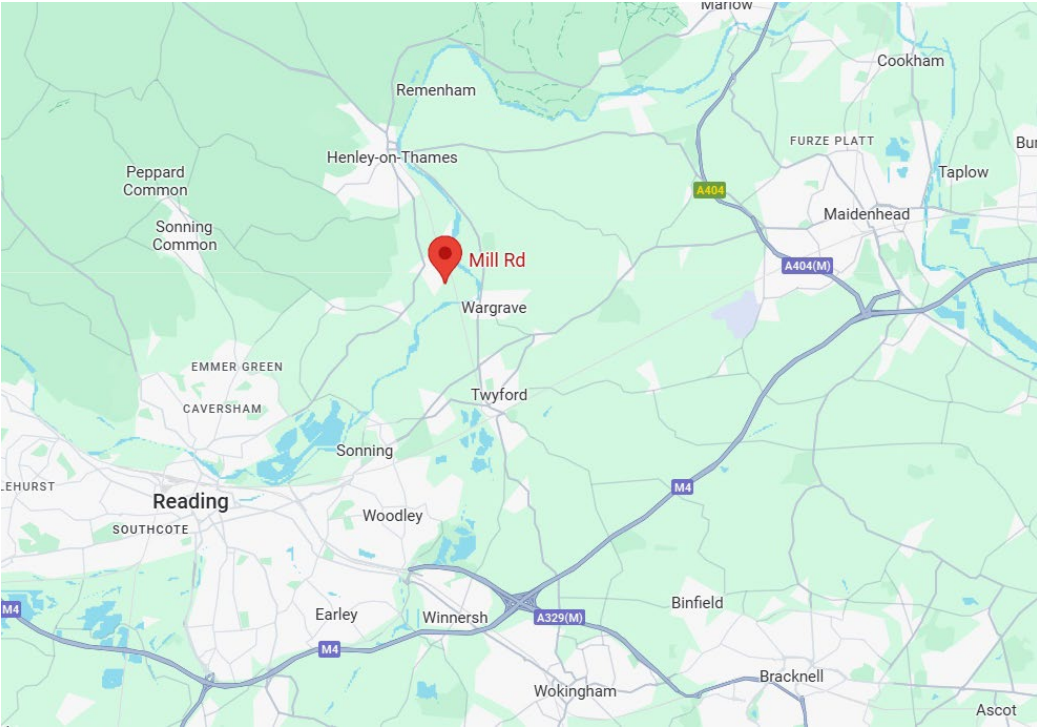 Marlow
Cookham
Remenham
FURZE PLATT
Henley-on-Thames
Peppard
Common
Taplow
A404
Maidenhead
Sonning
Common
Mill Rd
A404(M)
Wargrave
EMMER GREEN
Twyford
CAVERSHAM
Sonning
M4
LEHURST
Reading
Woodley
SOUTHCOTE
Binfield
M4
Earley
Winnersh
A329(M)
M4
Bracknell
Wokingham
Ascot